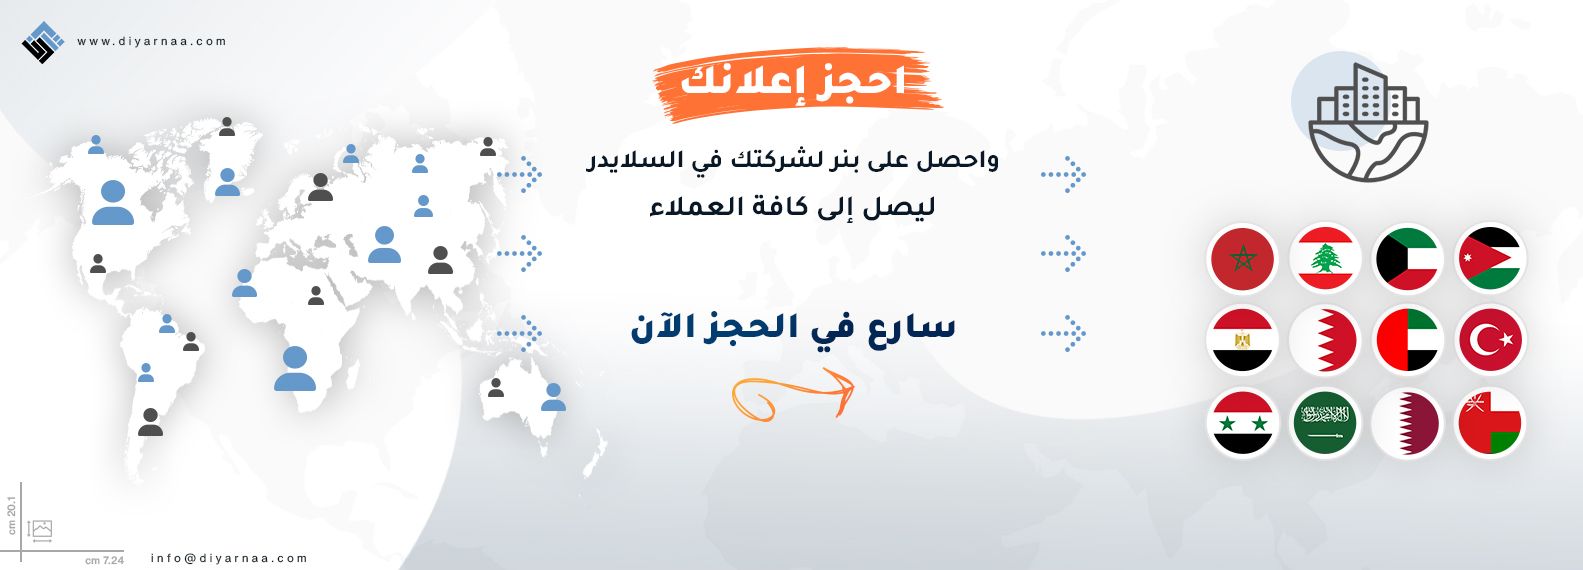 www.diyarnaa.com
احجز إعلانك
واحصل على بنر لشركتك في السلايدر
ليصل إلى كافة العملاء
سارع في الحجز الآن
cm 20.1
cm 7.24
info@diyarnaa.com